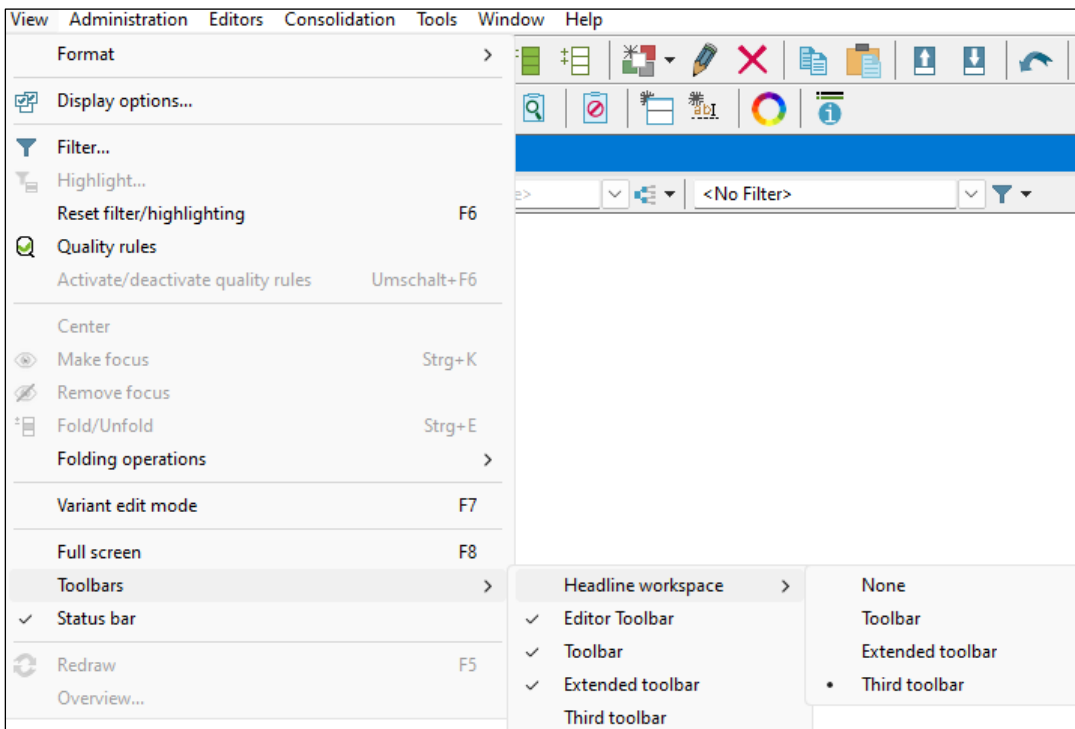 View Administration Editors Consolidation Tools Window Help
Format
Display options...
Filter...
Highlight...
Reset filter/highlighting F6
Quality rules
Activate/deactivate quality rules Umschalt+F6
Center
Make focus Strg+K
Remove focus
Fold/Unfold Strg+E
Folding operations
Variant edit mode F7
Full screen F8
Toolbars
Status bar
Redraw F5
Overview...
abI
<No Filter>
Headline workspace
Editor Toolbar
Toolbar
Extended toolbar
Third toolbar
None
Toolbar
Extended toolbar
Third toolbar